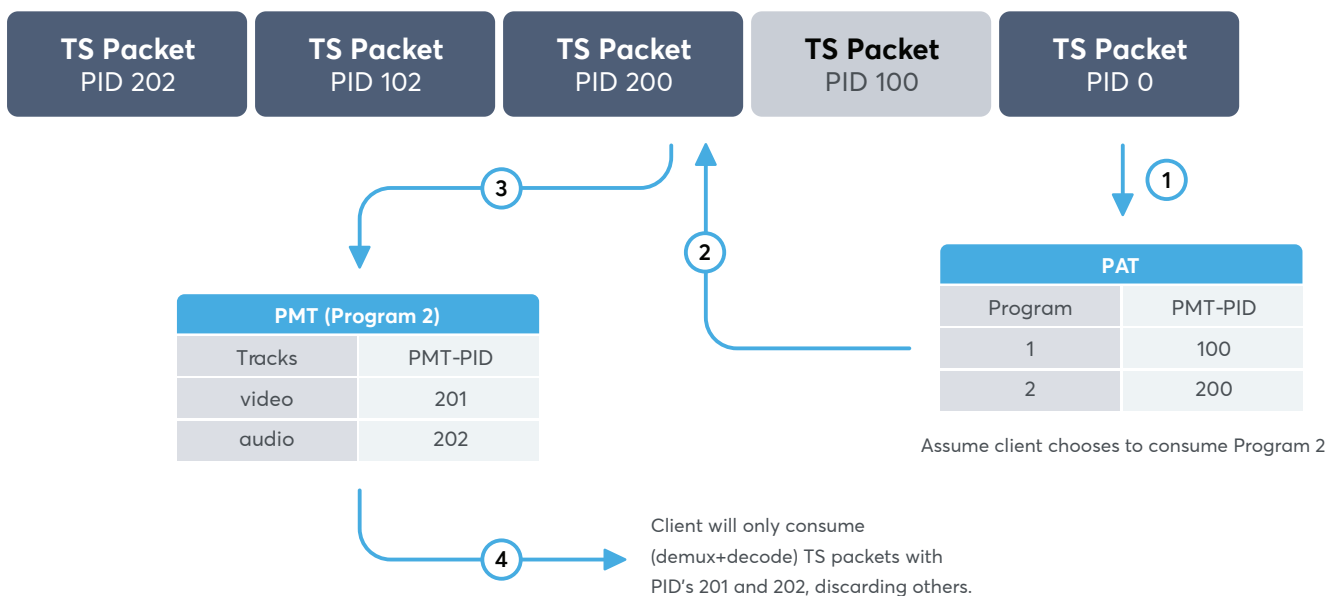 TS Packet
PID 202
TS Packet
PID 102
TS Packet
PID 200
TS Packet
PID 100
TS Packet
PID 0
1
2
3
PAT
Program PMT-PID
1 100
2 200
Assume client chooses to consume Program 2
PMT (Program 2)
Tracks PMT-PID
video 201
audio 202
4
Client will only consume
(demux+decode) TS packets with
PID's 201 and 202, discarding others.